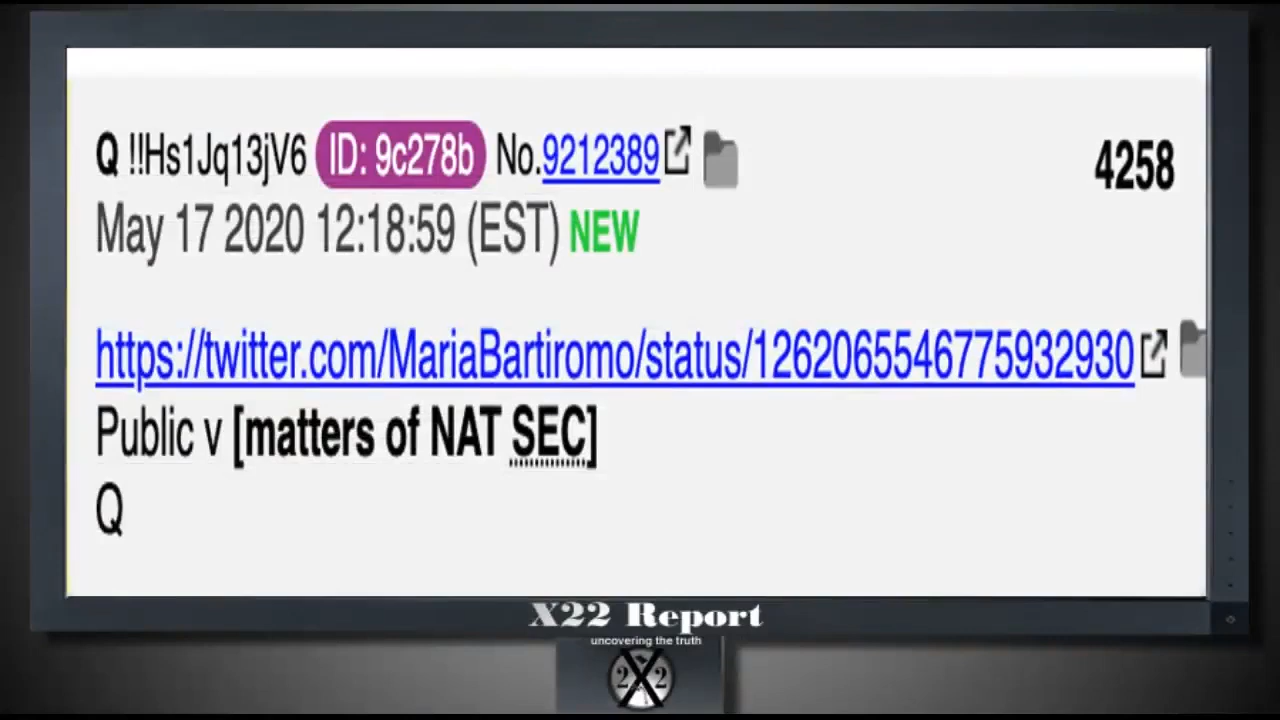 Q !!Hs1Jq13jV6 ID: 9c278b No.9212389 4258
May 17 2020 12:18:59 (EST) NEW
https://twitter.com/MariaBartiromo/status/1262065546775932930
Public v [matters of NAT SEC]
Q
X22 Report
uncovering the truth
2X2